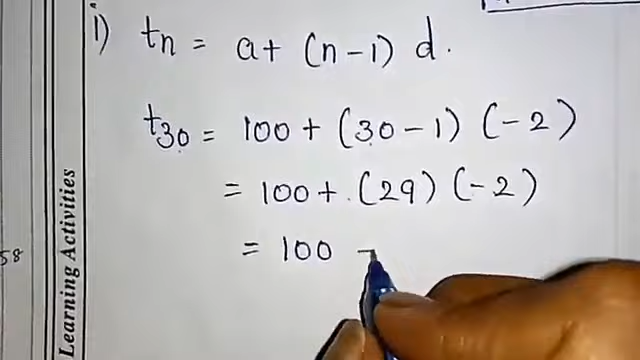 i) tn = a + (n-1) d.
t30 = 100 + (30-1) (-2)
= 100 + (29) (-2)
= 100 -
58
Learning Activities